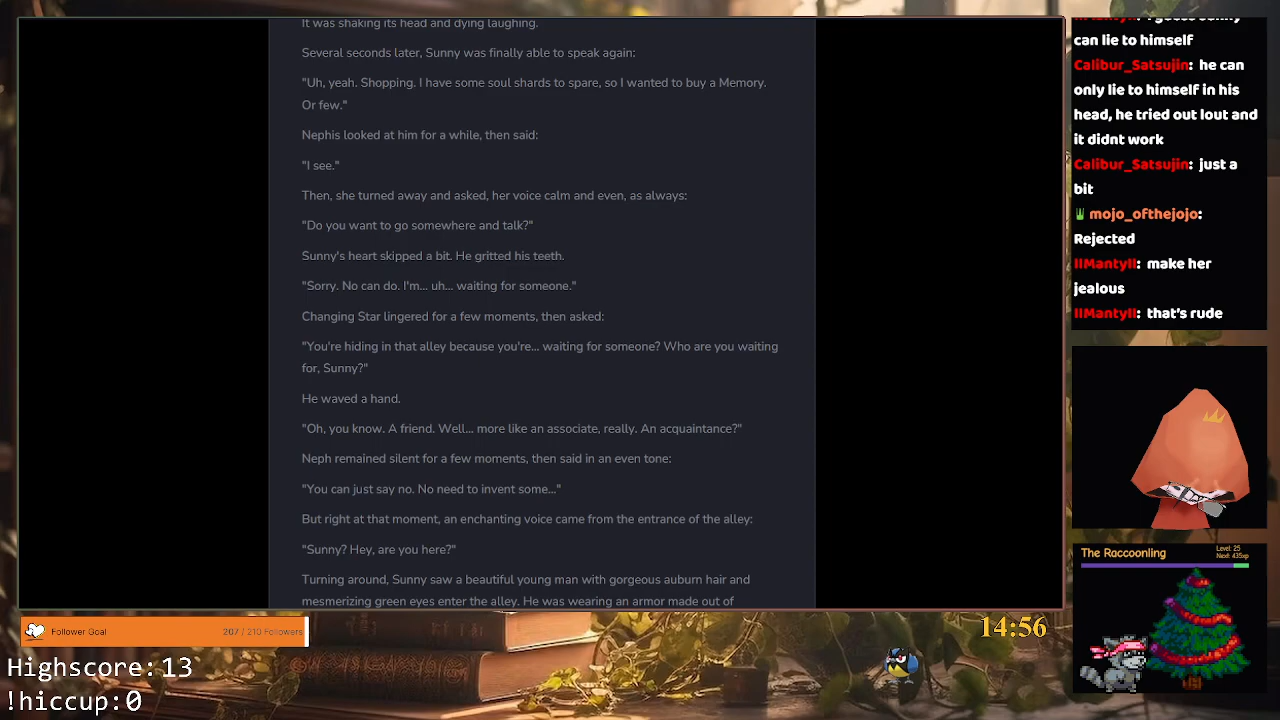 It was shaking its head and dying laughing.
Several seconds later, Sunny was finally able to speak again:
"Uh, yeah. Shopping. I have some soul shards to spare, so I wanted to buy a Memory.
Or few."
Nephis looked at him for a while, then said:
"I see."
Then, she turned away and asked, her voice calm and even, as always:
"Do you want to go somewhere and talk?"
Sunny's heart skipped a bit. He gritted his teeth.
"Sorry. No can do. I'm... uh... waiting for someone."
Changing Star lingered for a few moments, then asked:
"You're hiding in that alley because you're... waiting for someone? Who are you waiting
for, Sunny?"
He waved a hand.
"Oh, you know. A friend. Well... more like an associate, really. An acquaintance?"
Neph remained silent for a few moments, then said in an even tone:
"You can just say no. No need to invent some..."
But right at that moment, an enchanting voice came from the entrance of the alley:
"Sunny? Hey, are you here?"
Turning around, Sunny saw a beautiful young man with gorgeous auburn hair and
mesmerizing green eyes enter the alley. He was wearing an armor made out of
can lie to himself
Calibur_Satsujin: he can
only lie to himself in his
head, he tried out lout and
it didnt work
Calibur_Satsujin: just a
bit
mojo_ofthejojo:
Rejected
IIMantyII: make her
jealous
IIMantyII: that's rude
The Raccoonling
Level: 25
Next: 435xp
Follower Goal
207 / 210 Followers
14:56
Highscore:13
!hiccup:0